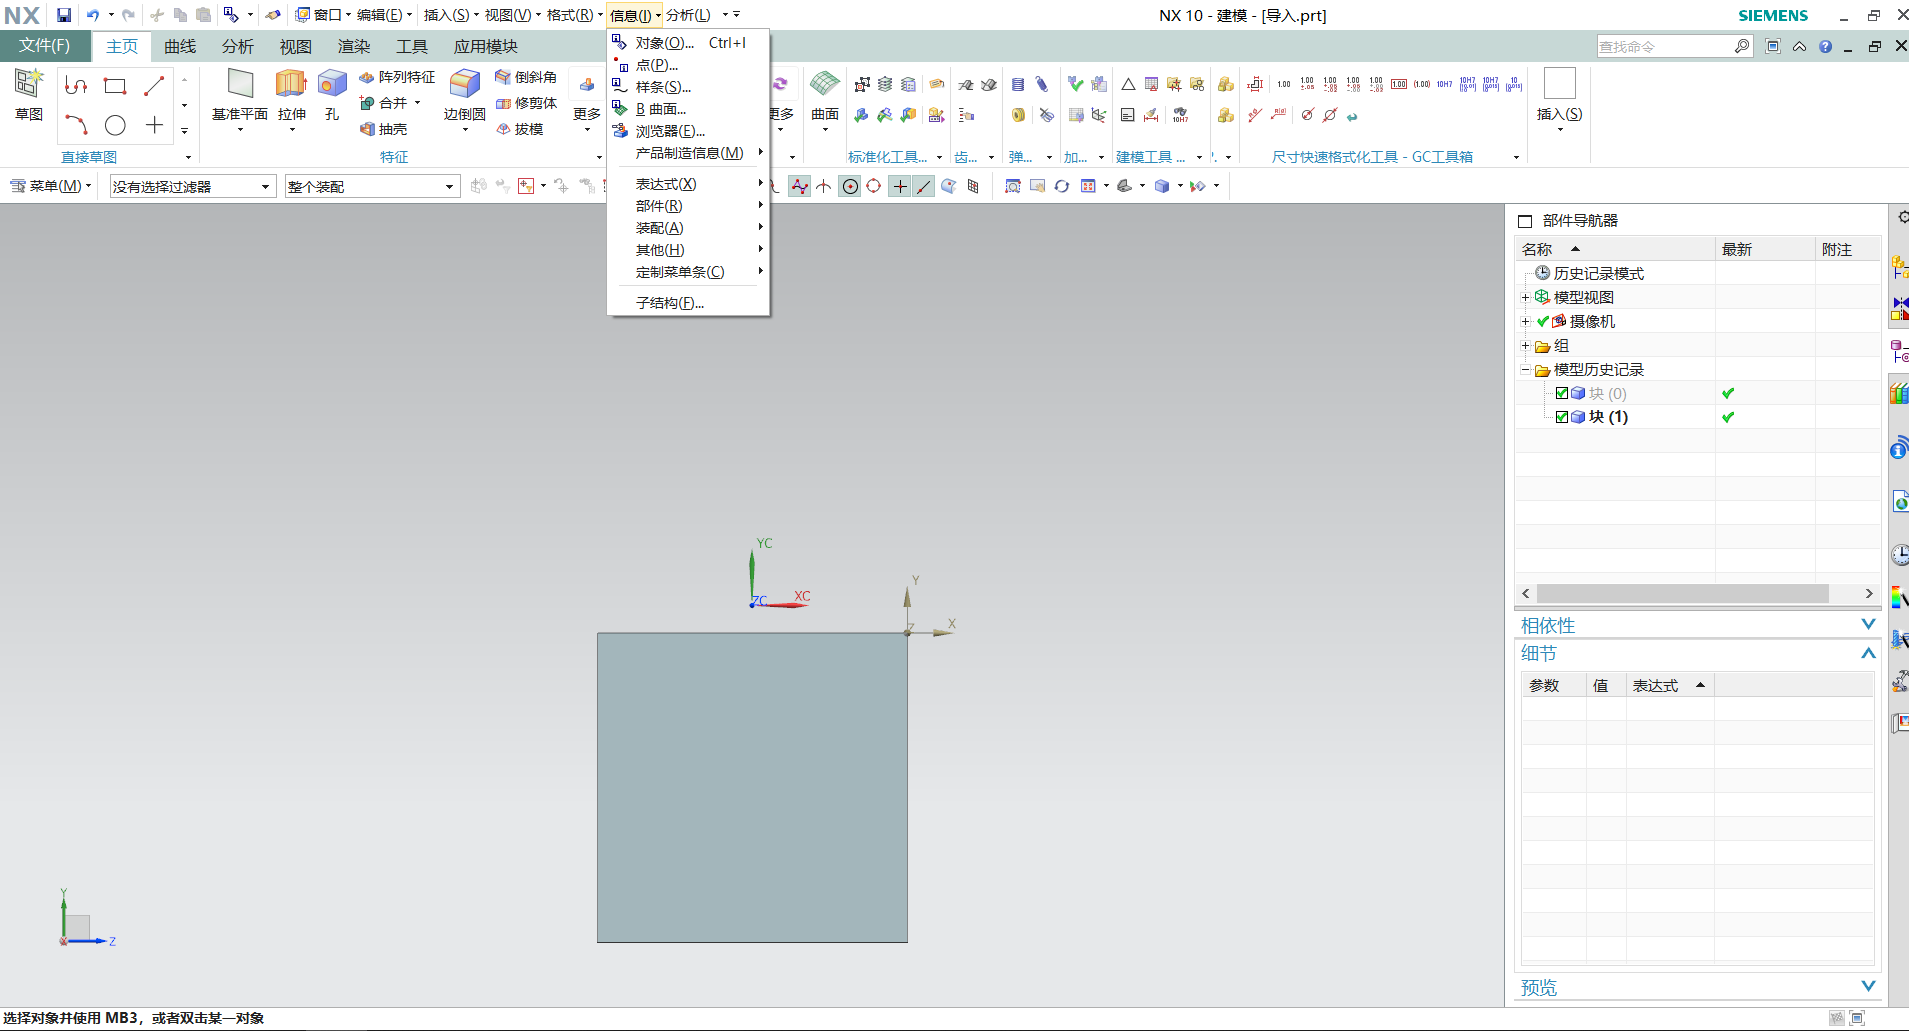 NX 窗口 编辑(E) 插入(S) 视图(V) 格式(R) 信息(I) 分析(L) NX 10 - 建模 - [导入.prt] SIEMENS
文件(F) 主页 曲线 分析 视图 渲染 工具 应用模块 查找命令
对象(O)... Ctrl+I
点(P)...
样条(S)...
B 曲面...
浏览器(E)...
产品制造信息(M)
表达式(X)
部件(R)
装配(A)
其他(H)
定制菜单条(C)
子结构(F)...
草图 基准平面 拉伸 孔 阵列特征 合并 抽壳 边倒圆 倒斜角 修剪体 拔模 更多 更多 曲面 插入(S)
直接草图 特征 标准化工具... 齿... 弹... 加... 建模工具 ... 尺寸快速格式化工具 - GC工具箱
菜单(M) 没有选择过滤器 整个装配
部件导航器
名称 最新 附注
历史记录模式
模型视图
摄像机
组
模型历史记录
块 (0)
块 (1)
YC
XC
ZC
Y
X
Z
相依性
细节
参数 值 表达式
Y
X
Z
预览
选择对象并使用 MB3，或者双击某一对象